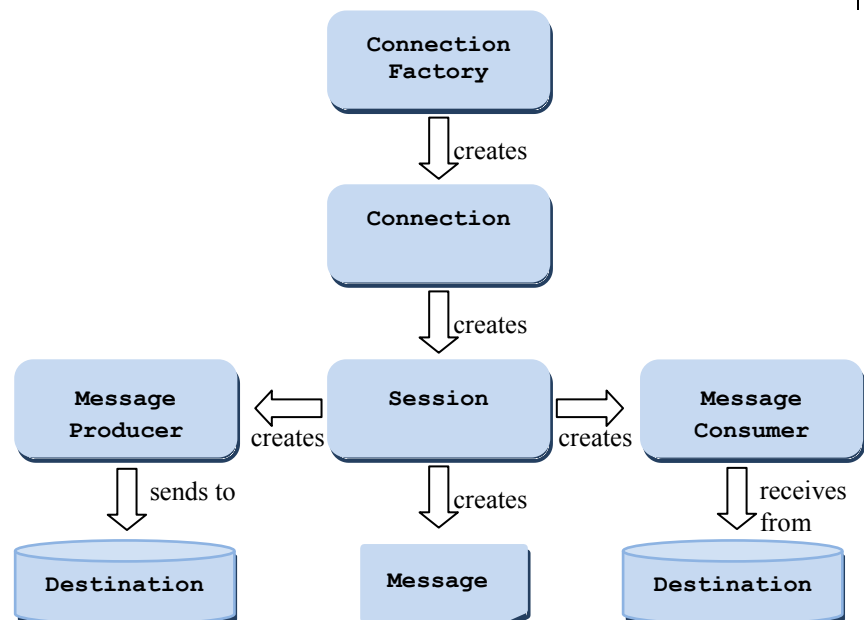 Connection
Factory
creates
Connection
creates
Message
Producer
creates
Session
creates
Message
Consumer
sends to
creates
receives
from
Destination
Message
Destination